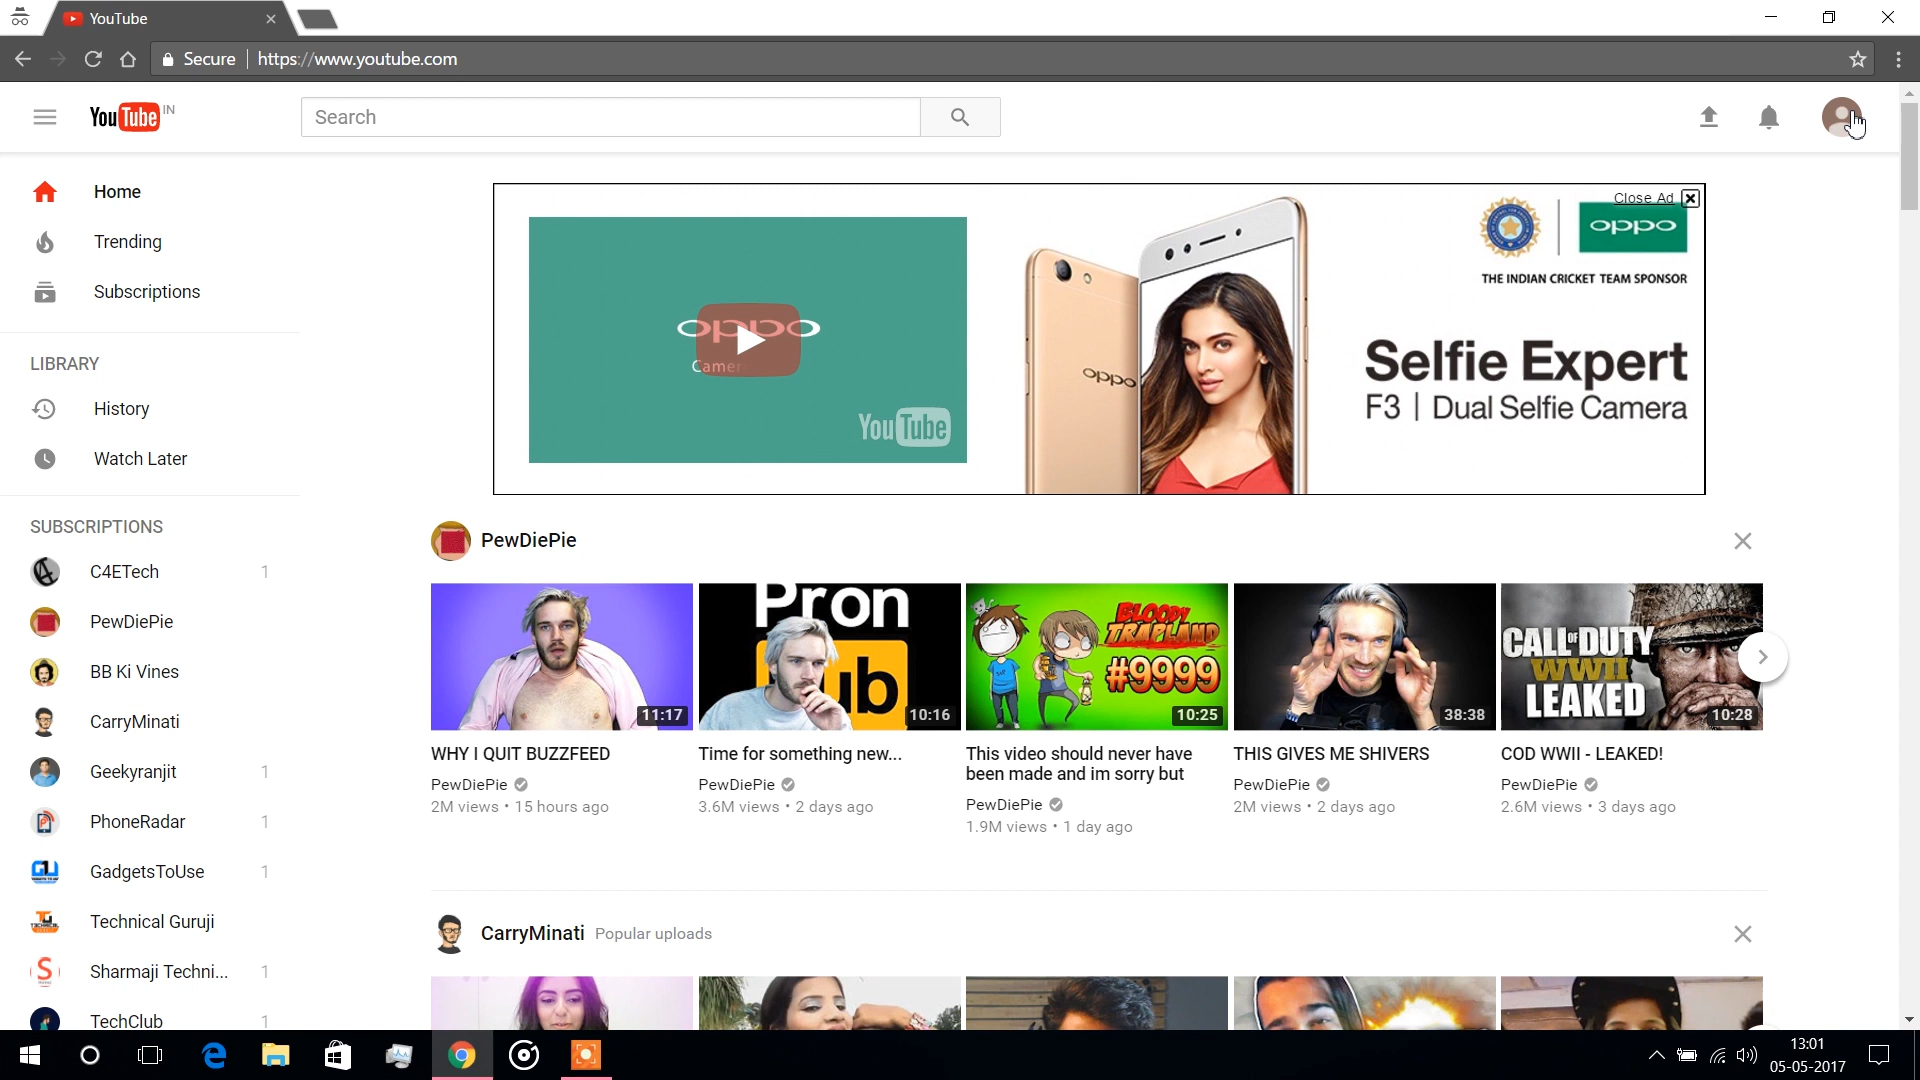 YouTube
Secure
https://www.youtube.com
YouTube IN
Search
Home
Trending
Subscriptions
LIBRARY
History
Watch Later
SUBSCRIPTIONS
C4ETech 1
PewDiePie
BB Ki Vines
CarryMinati
Geekyranjit 1
PhoneRadar 1
GadgetsToUse 1
Technical Guruji
Sharmaji Techni... 1
TechClub 1
Close Ad
oppo
THE INDIAN CRICKET TEAM SPONSOR
oppo
YouTube
oppo
Selfie Expert
F3 | Dual Selfie Camera
PewDiePie
Pron
ub
BLOODY
TRAPLAND
#9999
CALL OF DUTY
WWII
LEAKED
11:17
10:16
10:25
38:38
10:28
WHY I QUIT BUZZFEED
PewDiePie
2M views • 15 hours ago
Time for something new...
PewDiePie
3.6M views • 2 days ago
This video should never have
been made and im sorry but
PewDiePie
1.9M views • 1 day ago
THIS GIVES ME SHIVERS
PewDiePie
2M views • 2 days ago
COD WWII - LEAKED!
PewDiePie
2.6M views • 3 days ago
CarryMinati Popular uploads
13:01
05-05-2017